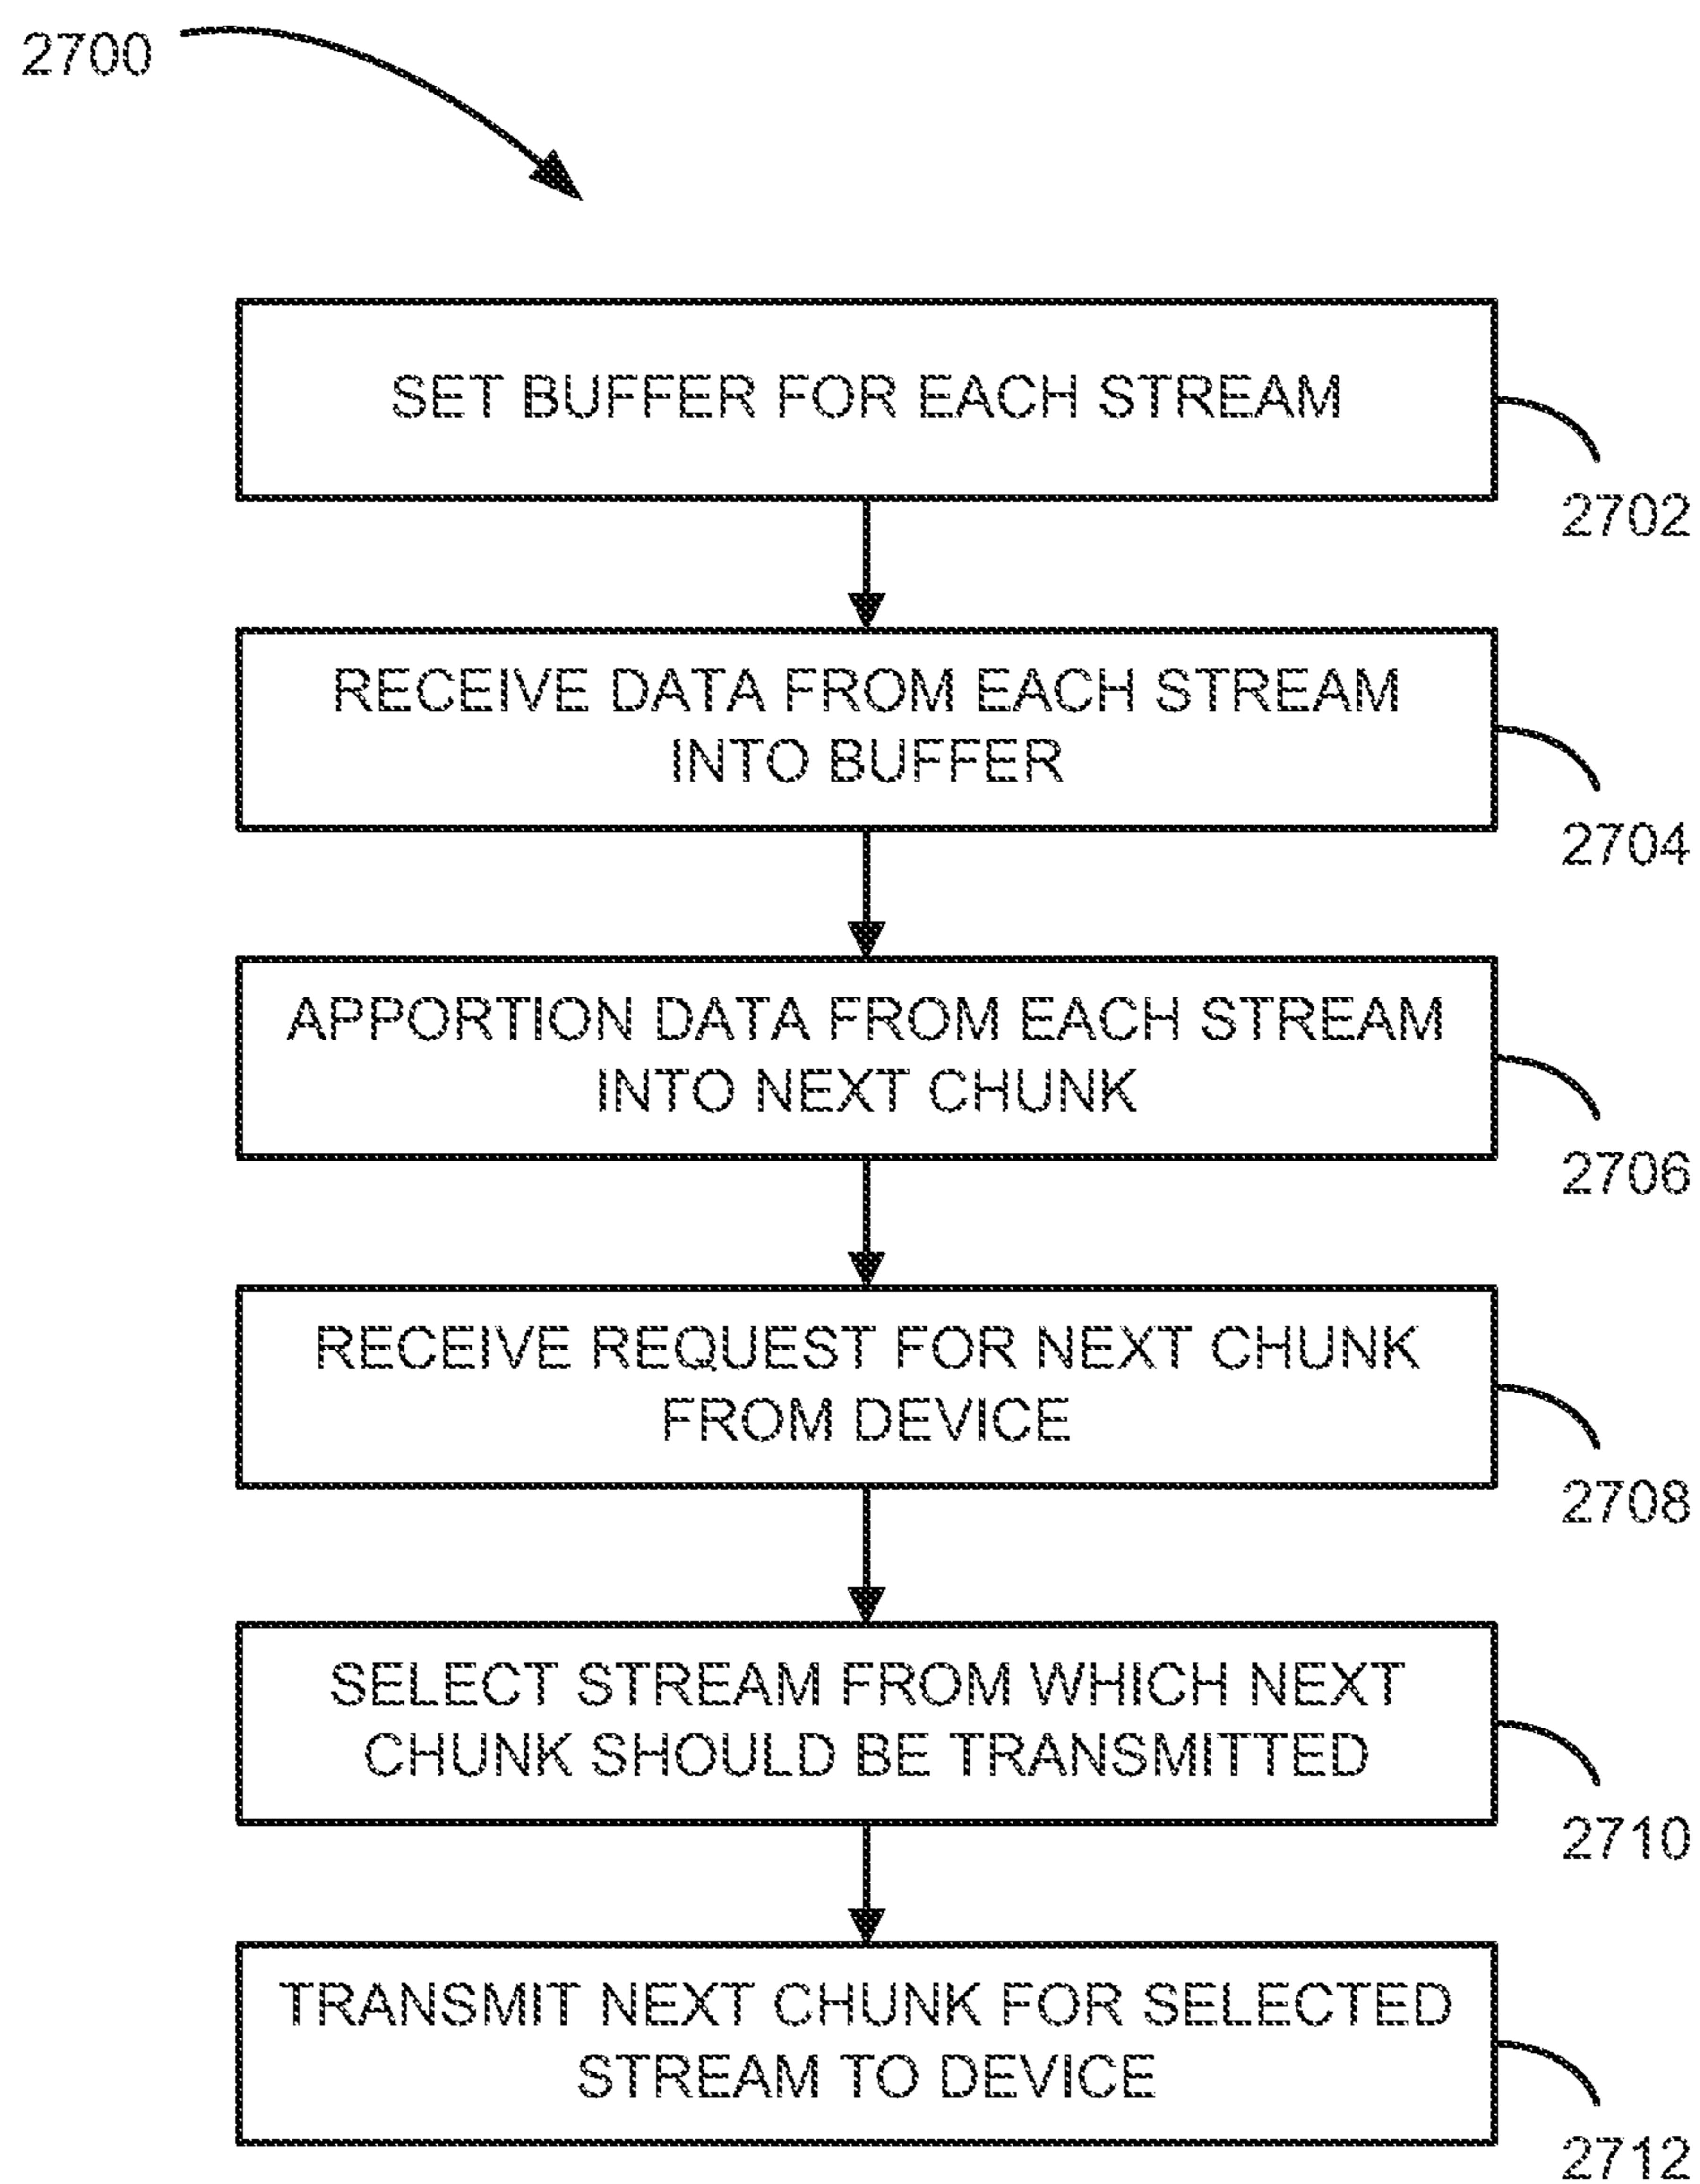 2700
SET BUFFER FOR EACH STREAM
2702
RECEIVE DATA FROM EACH STREAM
INTO BUFFER
2704
APPORTION DATA FROM EACH STREAM
INTO NEXT CHUNK
2706
RECEIVE REQUEST FOR NEXT CHUNK
FROM DEVICE
2708
SELECT STREAM FROM WHICH NEXT
CHUNK SHOULD BE TRANSMITTED
2710
TRANSMIT NEXT CHUNK FOR SELECTED
STREAM TO DEVICE
2712